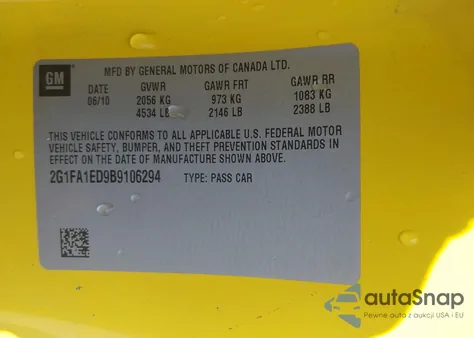 GM
MFD BY GENERAL MOTORS OF CANADA LTD.
DATE GVWR GAWR FRT GAWR RR
06/10 2056 KG 973 KG 1083 KG
4534 LB 2146 LB 2388 LB
THIS VEHICLE CONFORMS TO ALL APPLICABLE U.S. FEDERAL MOTOR
VEHICLE SAFETY, BUMPER, AND THEFT PREVENTION STANDARDS IN
EFFECT ON THE DATE OF MANUFACTURE SHOWN ABOVE.
2G1FA1ED9B9106294 TYPE: PASS CAR
autoSnap
Pewne auta z aukcji USA i EU